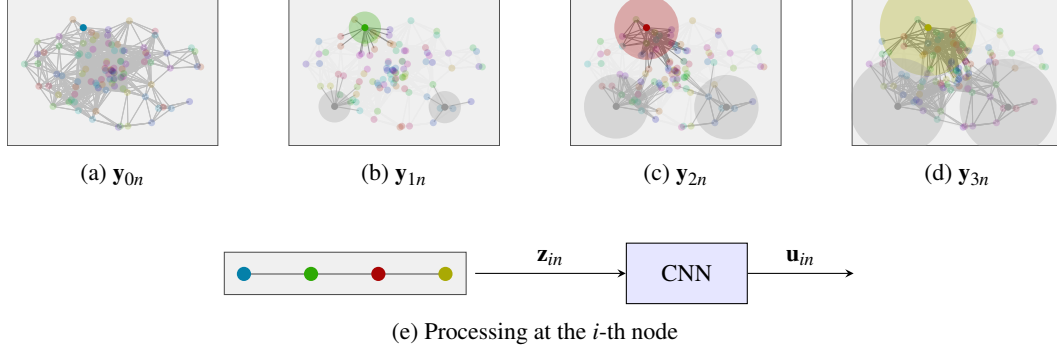 (a) y0n
(b) y1n
(c) y2n
(d) y3n
zin
CNN
uin
(e) Processing at the i-th node